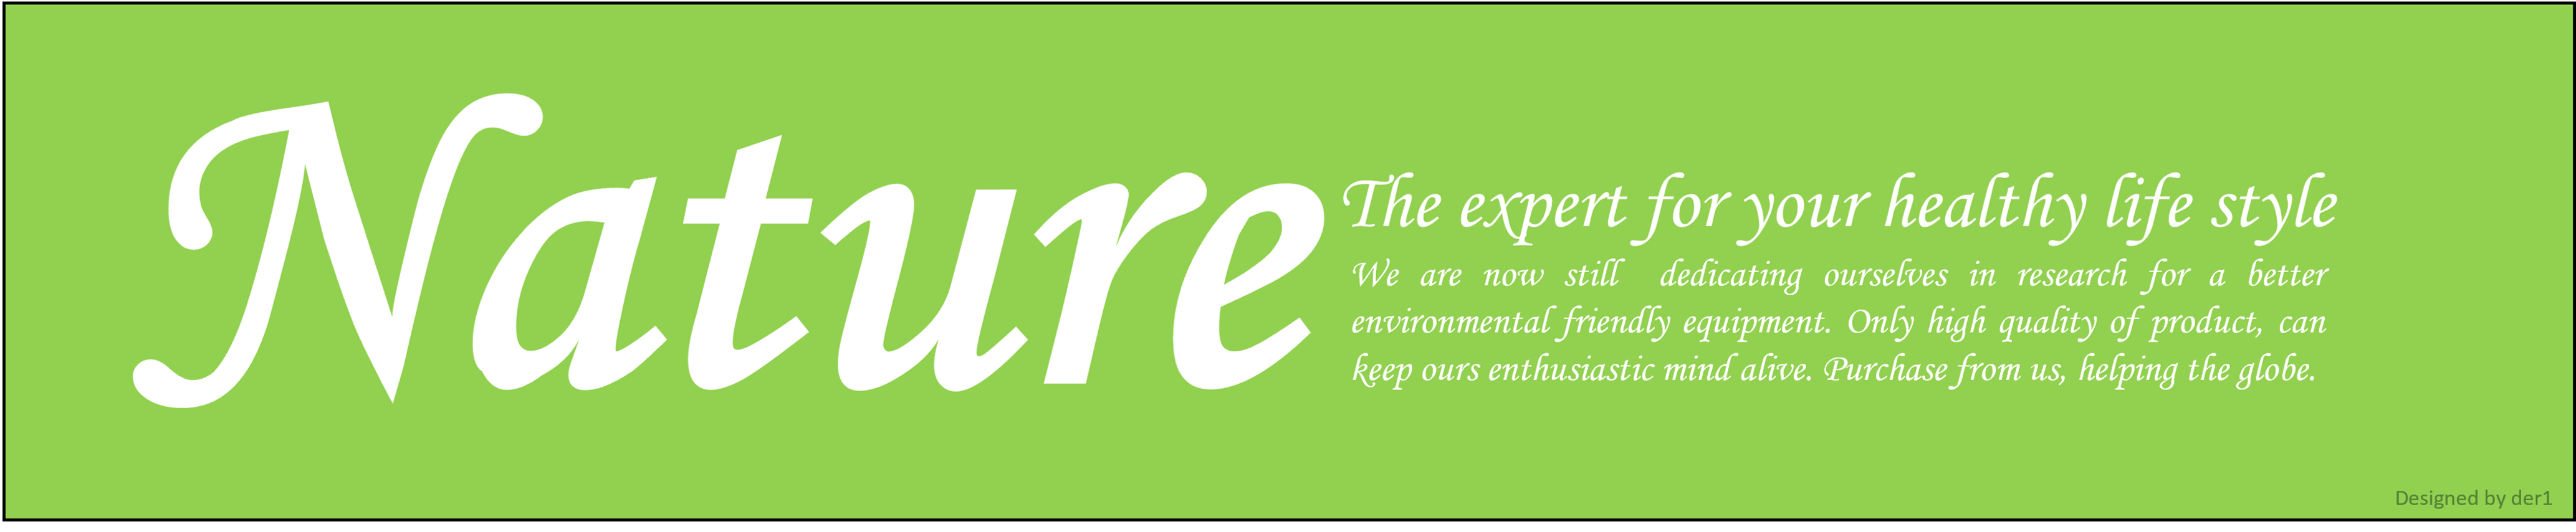 Nature
The expert for your healthy life style
We are now still dedicating ourselves in research for a better
environmental friendly equipment. Only high quality of product, can
keep ours enthusiastic mind alive. Purchase from us, helping the globe.
Designed by der1